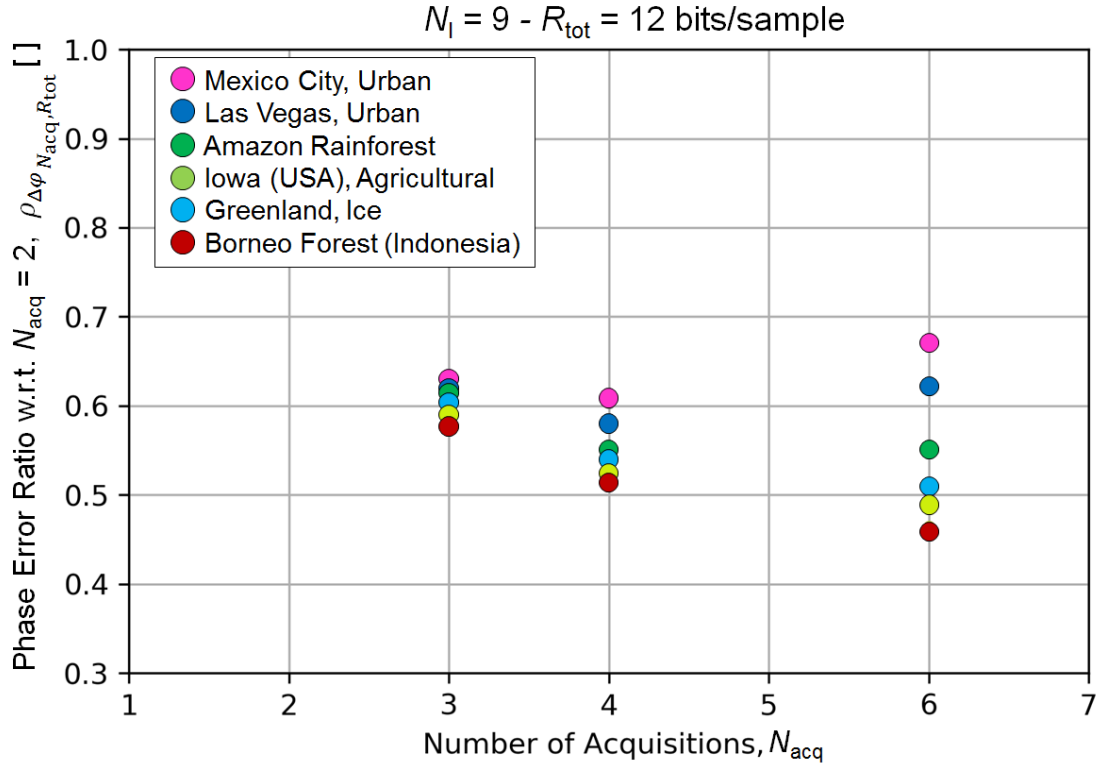 N_I = 9 - R_tot = 12 bits/sample
Phase Error Ratio w.r.t. N_acq = 2, ρ_Δφ N_acq,R_tot [ ]
1.0
0.9
0.8
0.7
0.6
0.5
0.4
0.3
Mexico City, Urban
Las Vegas, Urban
Amazon Rainforest
Iowa (USA), Agricultural
Greenland, Ice
Borneo Forest (Indonesia)
1 2 3 4 5 6 7
Number of Acquisitions, N_acq